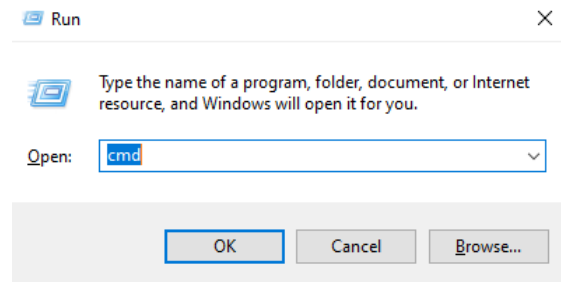 Run
Type the name of a program, folder, document, or Internet
resource, and Windows will open it for you.
Open: cmd
OK Cancel Browse...